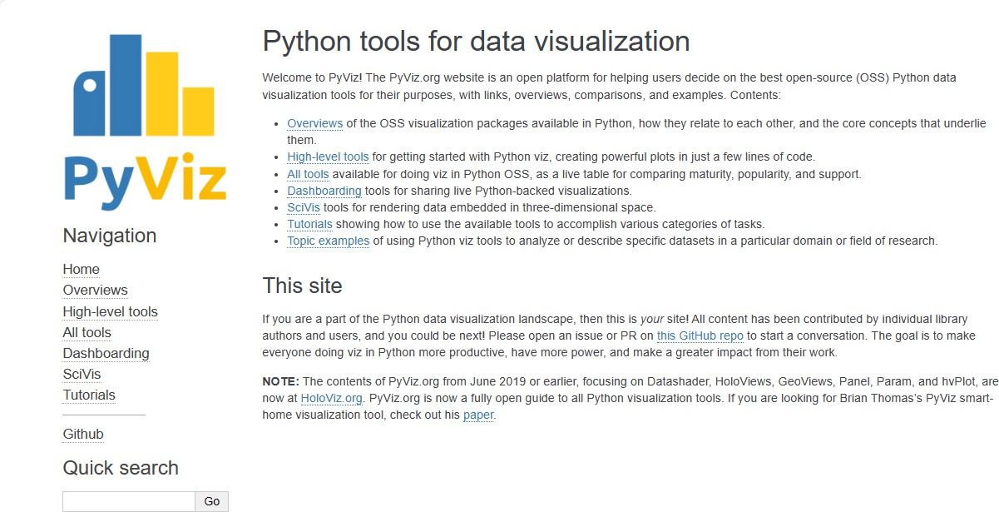 PyViz
Navigation
Home
Overviews
High-level tools
All tools
Dashboarding
SciVis
Tutorials
Github
Quick search
Go
Python tools for data visualization
Welcome to PyViz! The PyViz.org website is an open platform for helping users decide on the best open-source (OSS) Python data
visualization tools for their purposes, with links, overviews, comparisons, and examples. Contents:
• Overviews of the OSS visualization packages available in Python, how they relate to each other, and the core concepts that underlie
them.
• High-level tools for getting started with Python viz, creating powerful plots in just a few lines of code.
• All tools available for doing viz in Python OSS, as a live table for comparing maturity, popularity, and support.
• Dashboarding tools for sharing live Python-backed visualizations.
• SciVis tools for rendering data embedded in three-dimensional space.
• Tutorials showing how to use the available tools to accomplish various categories of tasks.
• Topic examples of using Python viz tools to analyze or describe specific datasets in a particular domain or field of research.
This site
If you are a part of the Python data visualization landscape, then this is your site! All content has been contributed by individual library
authors and users, and you could be next! Please open an issue or PR on this GitHub repo to start a conversation. The goal is to make
everyone doing viz in Python more productive, have more power, and make a greater impact from their work.
NOTE: The contents of PyViz.org from June 2019 or earlier, focusing on Datashader, HoloViews, GeoViews, Panel, Param, and hvPlot, are
now at HoloViz.org. PyViz.org is now a fully open guide to all Python visualization tools. If you are looking for Brian Thomas's PyViz smart-
home visualization tool, check out his paper.